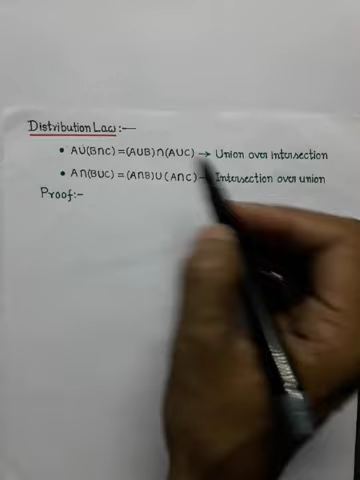 Distribution Law:—
• A∪(B∩C)=(A∪B)∩(A∪C) → Union over intersection
• A∩(B∪C)=(A∩B)∪(A∩C) → Intersection over union
Proof:-